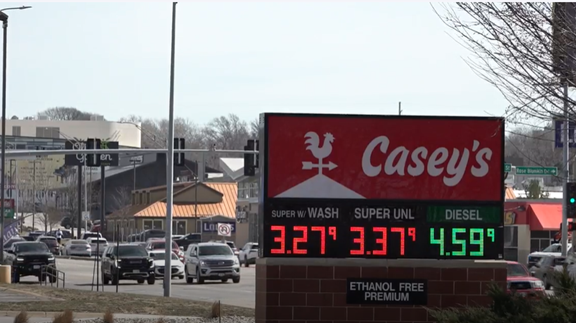 Casey's
SUPER W/ WASH SUPER UNL DIESEL
3.27⁹ 3.37⁹ 4.59⁹
ETHANOL FREE
PREMIUM